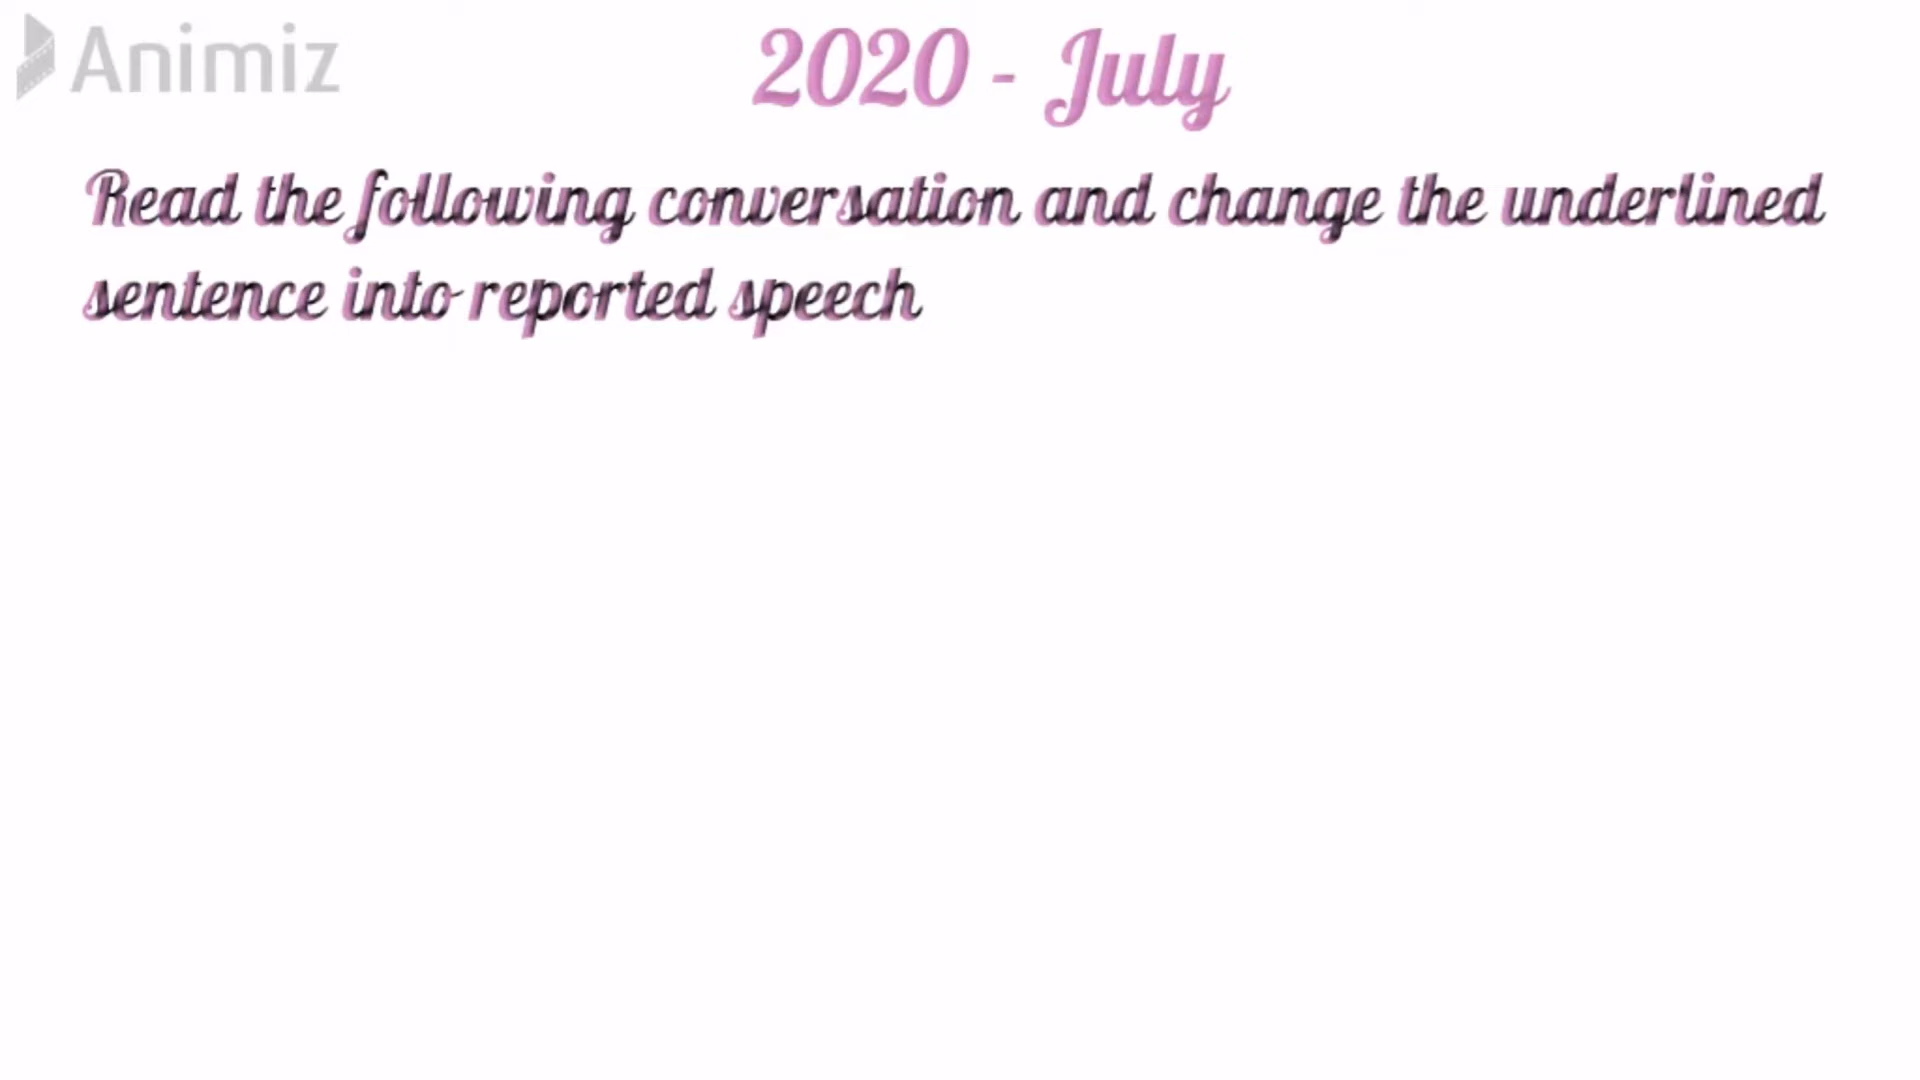 Animiz
2020 - July
Read the following conversation and change the underlined
sentence into reported speech